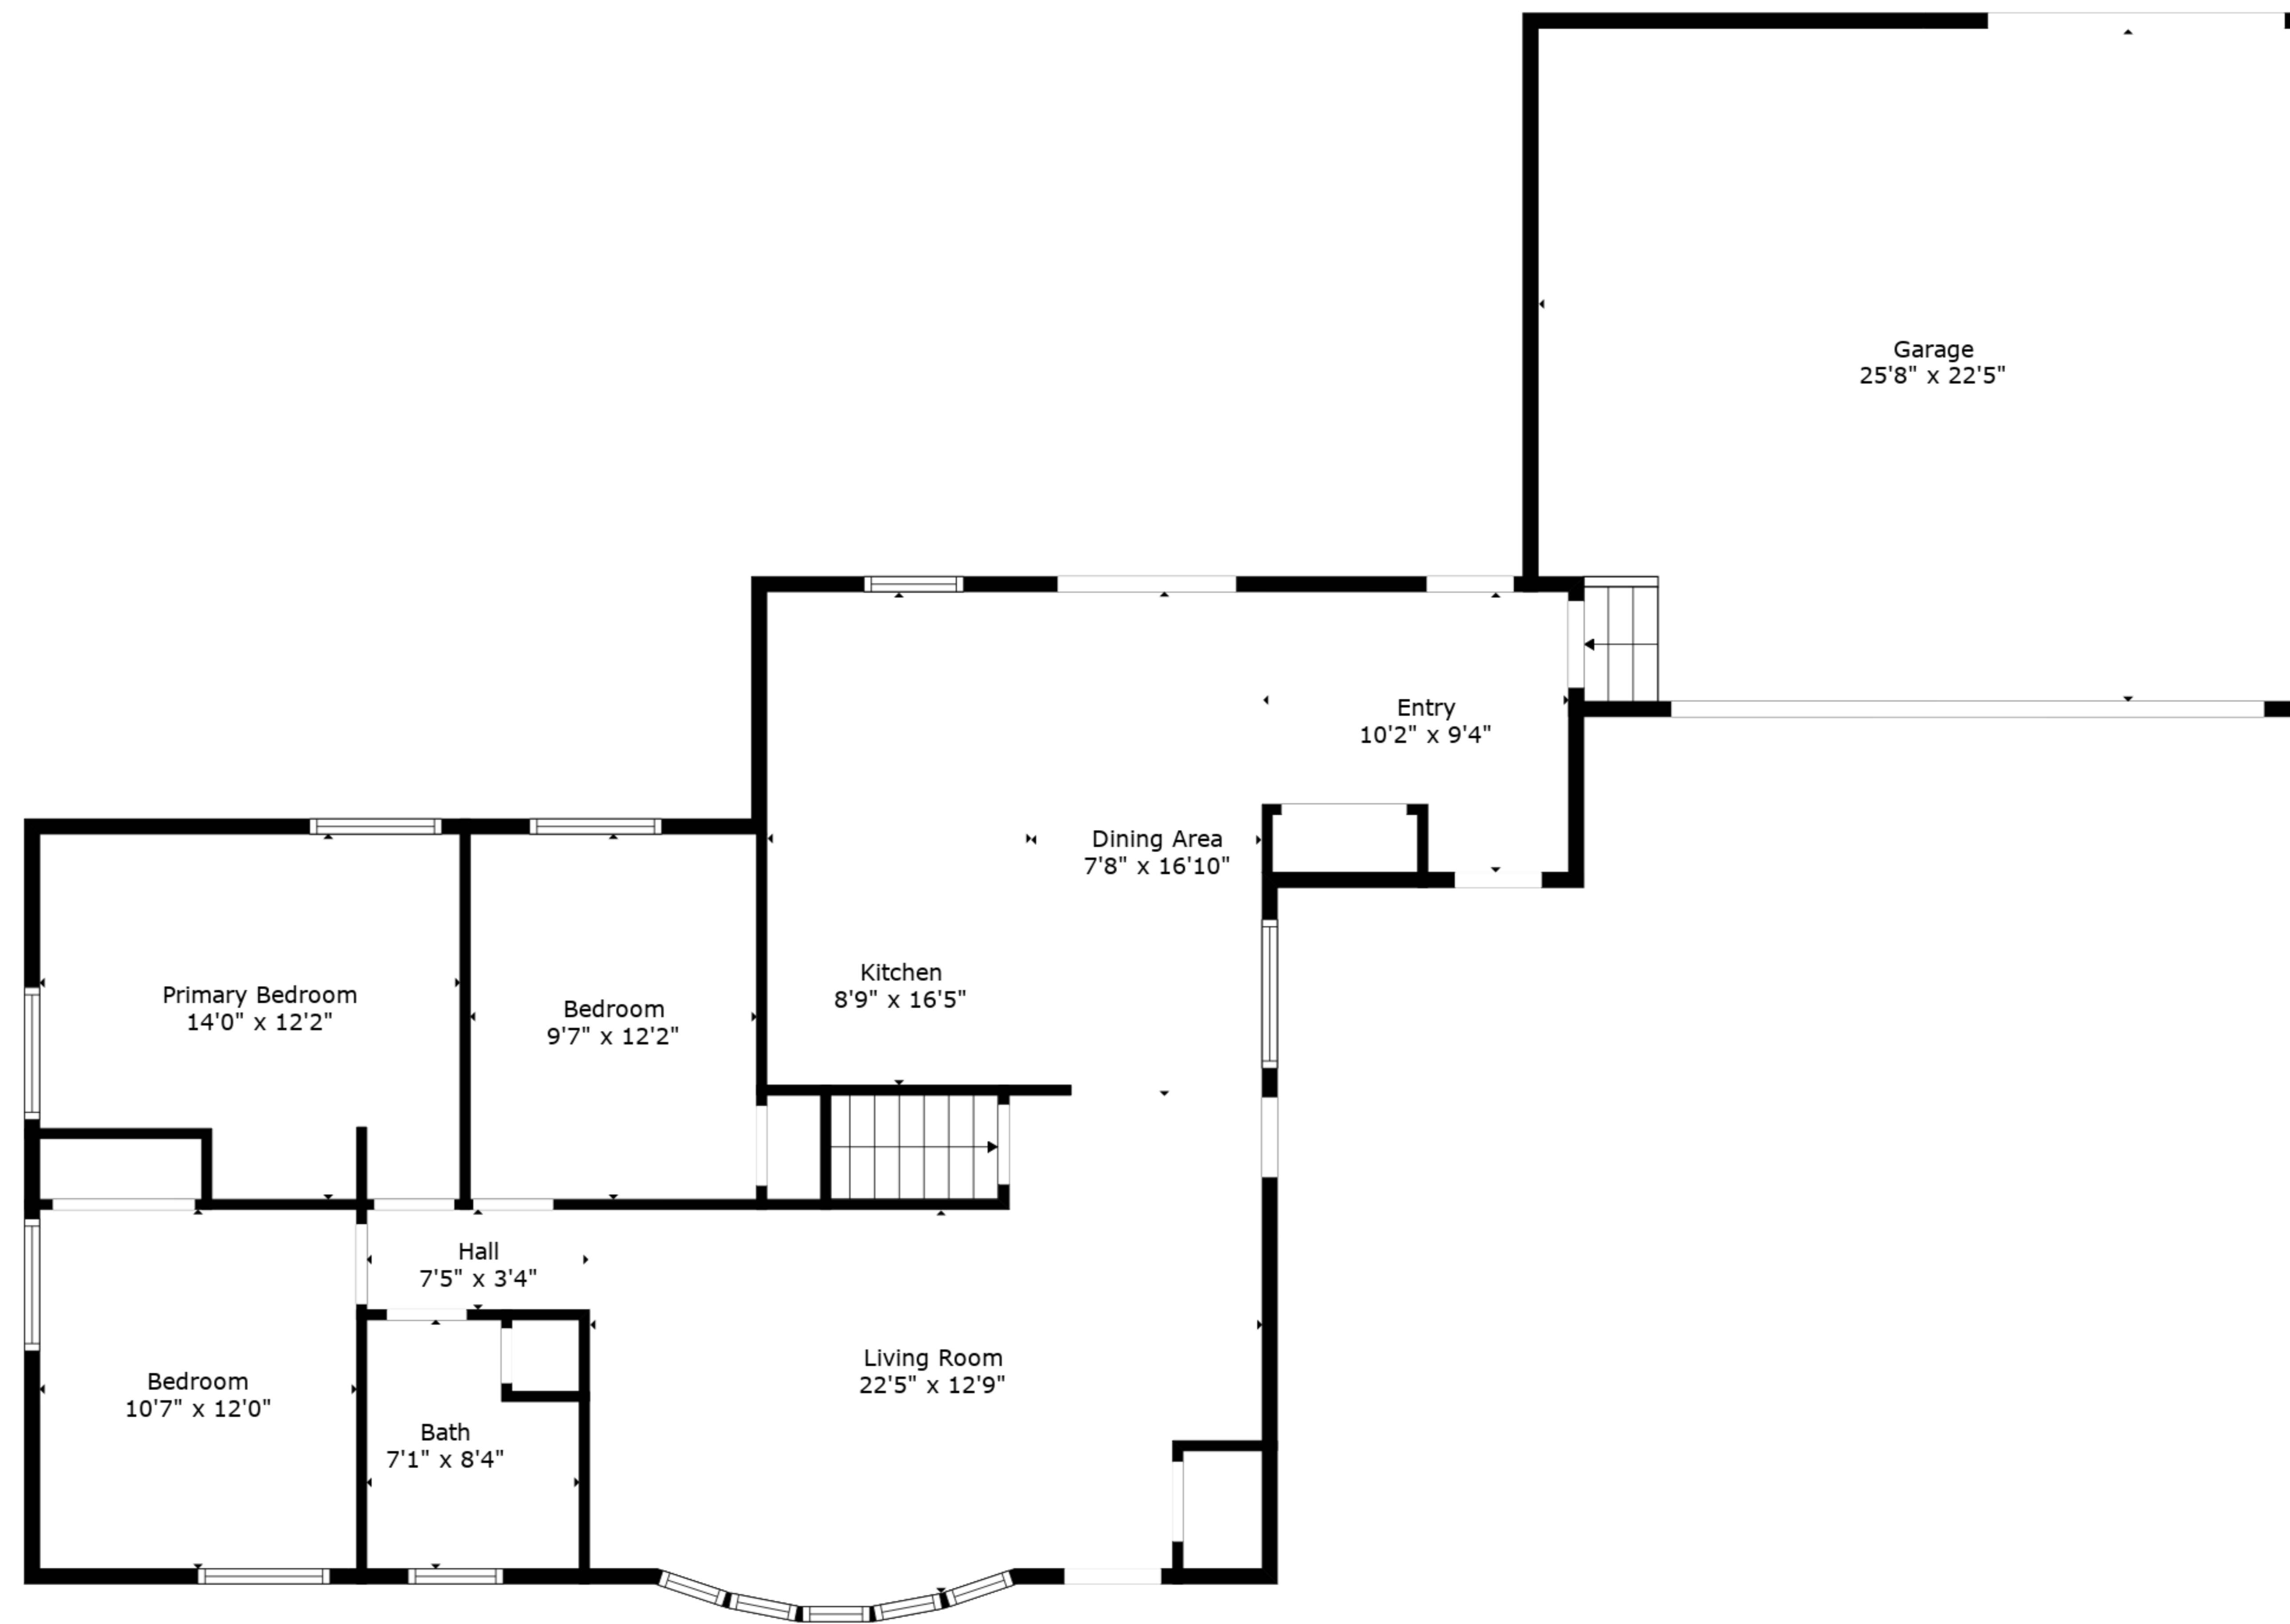 Garage
25'8" x 22'5"
Entry
10'2" x 9'4"
Dining Area
7'8" x 16'10"
Kitchen
8'9" x 16'5"
Primary Bedroom
14'0" x 12'2"
Bedroom
9'7" x 12'2"
Hall
7'5" x 3'4"
Living Room
22'5" x 12'9"
Bedroom
10'7" x 12'0"
Bath
7'1" x 8'4"